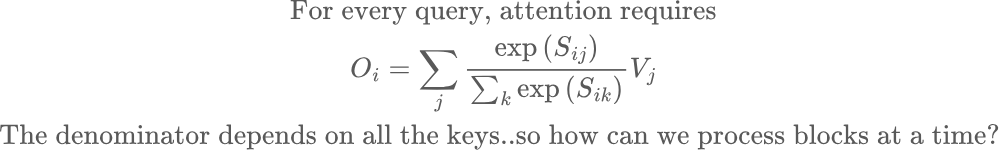 For every query, attention requires
$O_i = \sum_j \frac{\exp(S_{ij})}{\sum_k \exp(S_{ik})} V_j$
The denominator depends on all the keys..so how can we process blocks at a time?